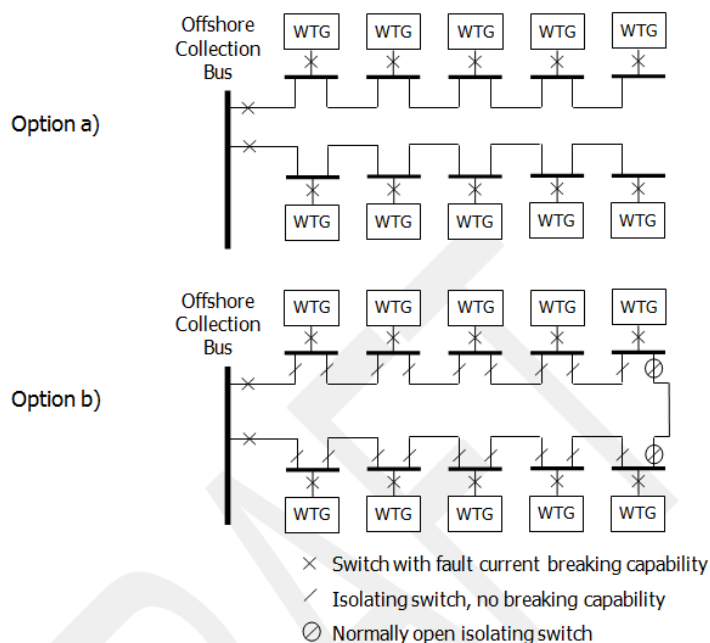 Offshore
Collection
Bus
WTG WTG WTG WTG WTG
Option a)
WTG WTG WTG WTG WTG
Offshore
Collection
Bus
WTG WTG WTG WTG WTG
Option b)
WTG WTG WTG WTG WTG
Switch with fault current breaking capability
Isolating switch, no breaking capability
Normally open isolating switch
DRAFT